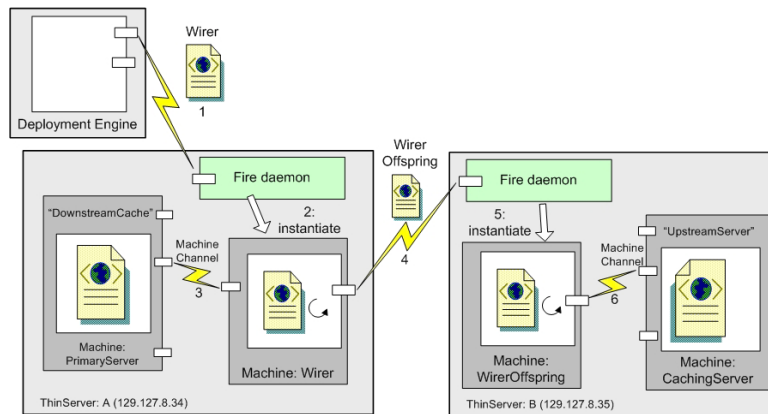 Wirer
1
Deployment Engine
Wirer
Offspring
Fire daemon
Fire daemon
2:
instantiate
4
5:
instantiate
"DownstreamCache"
Machine
Channel
3
"UpstreamServer"
Machine
Channel
6
Machine:
PrimaryServer
Machine: Wirer
Machine:
WirerOffspring
Machine:
CachingServer
ThinServer: A (129.127.8.34)
ThinServer: B (129.127.8.35)